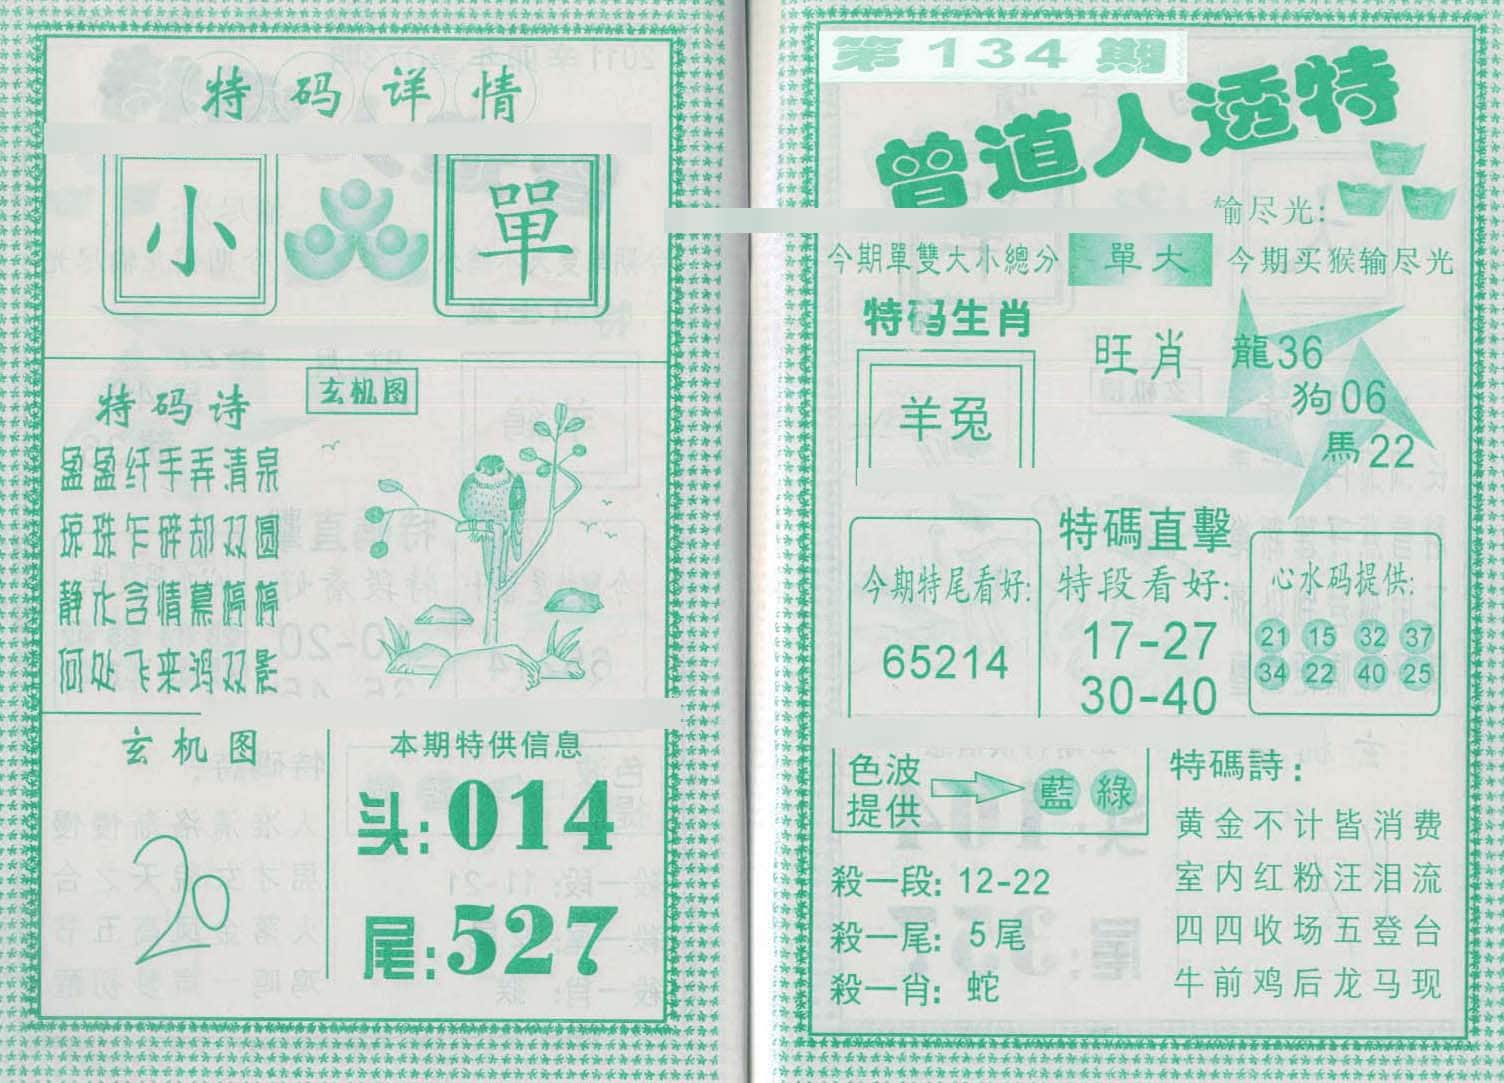 特码详情
小 單
特码诗
玄机图
盈盈纤手弄清泉
琼珠乍碎却双圆
静化含情慕停停
何处飞来鸿双影
玄机图
20
本期特供信息
头:014
尾:527
第134期
曾道人透特
输尽光:
今期單雙大小總分 單大 今期买猴输尽光
特码生肖
羊兔
旺肖 龍36
狗06
馬22
今期特尾看好:
65214
特碼直擊
特段看好:
17-27
30-40
心水码提供:
21 15 32 37
34 22 40 25
色波
提供
藍 綠
殺一段: 12-22
殺一尾: 5尾
殺一肖: 蛇
特碼詩:
黄金不计皆消费
室内红粉汪泪流
四四收场五登台
牛前鸡后龙马现